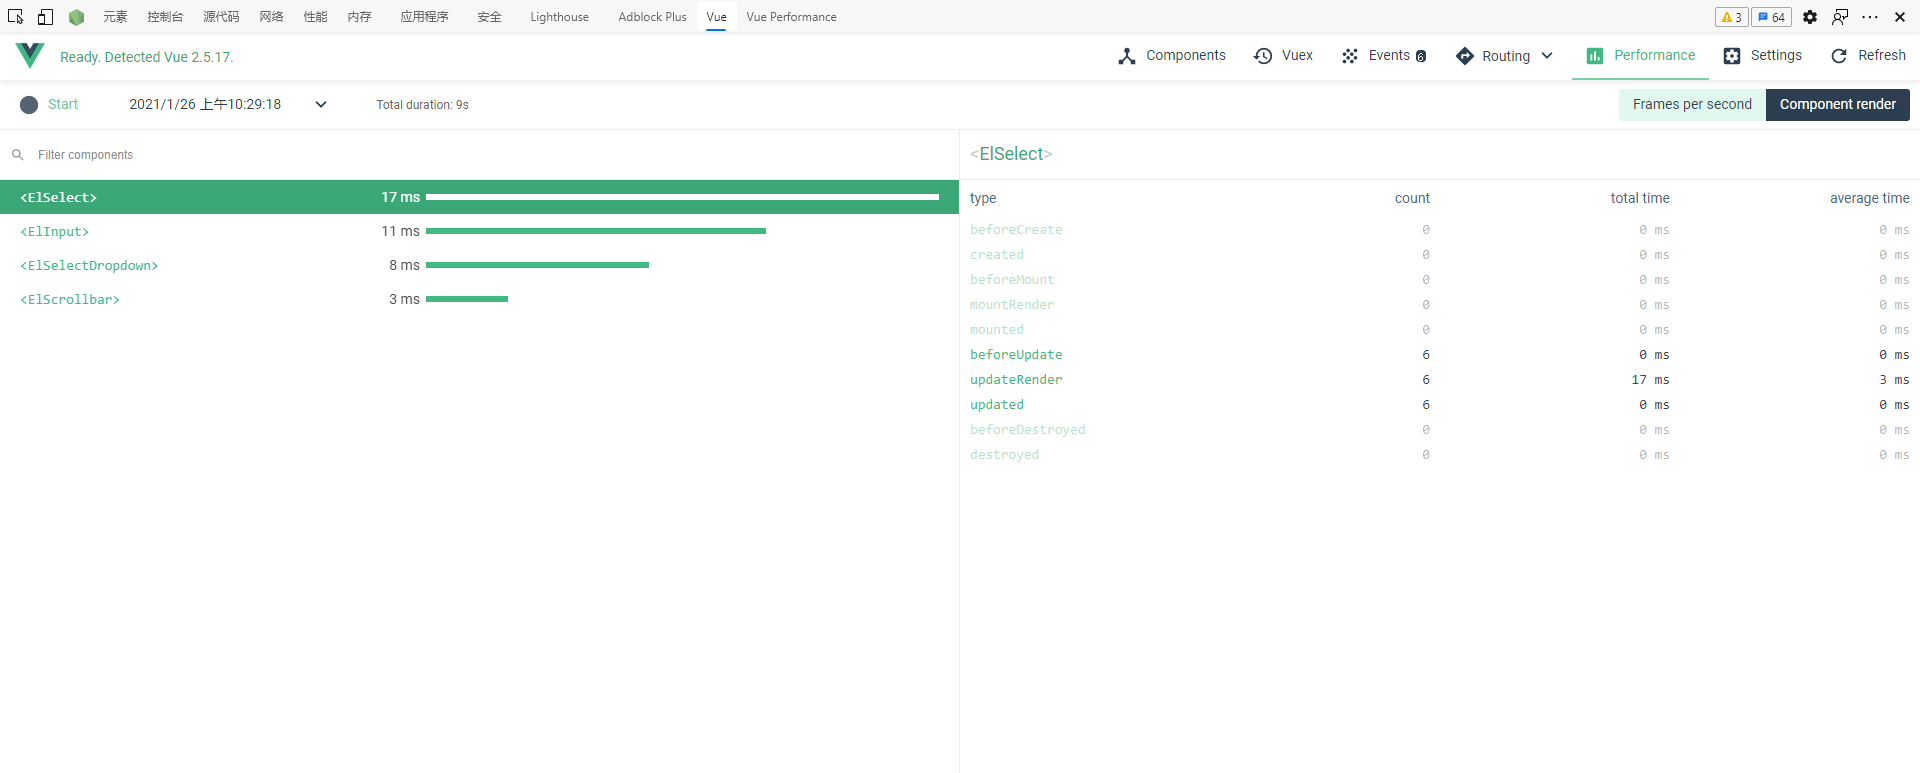 元素 控制台 源代码 网络 性能 内存 应用程序 安全 Lighthouse Adblock Plus Vue Vue Performance 3 64
Ready. Detected Vue 2.5.17. Components Vuex Events 6 Routing Performance Settings Refresh
Start 2021/1/26 上午10:29:18 Total duration: 9s Frames per second Component render
Filter components
<ElSelect> 17 ms
<ElInput> 11 ms
<ElSelectDropdown> 8 ms
<ElScrollbar> 3 ms
<ElSelect>
type count total time average time
beforeCreate 0 0 ms 0 ms
created 0 0 ms 0 ms
beforeMount 0 0 ms 0 ms
mountRender 0 0 ms 0 ms
mounted 0 0 ms 0 ms
beforeUpdate 6 0 ms 0 ms
updateRender 6 17 ms 3 ms
updated 6 0 ms 0 ms
beforeDestroyed 0 0 ms 0 ms
destroyed 0 0 ms 0 ms